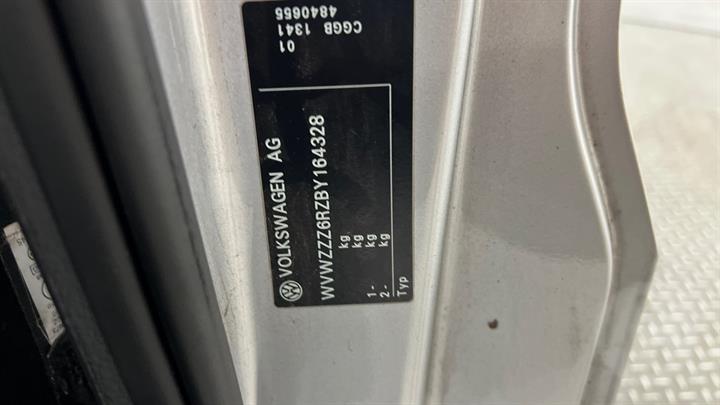 01
CGGB 1341
4840655
VOLKSWAGEN AG
WVWZZZ6RZBY164328
kg
kg
1- kg
2- kg
Typ